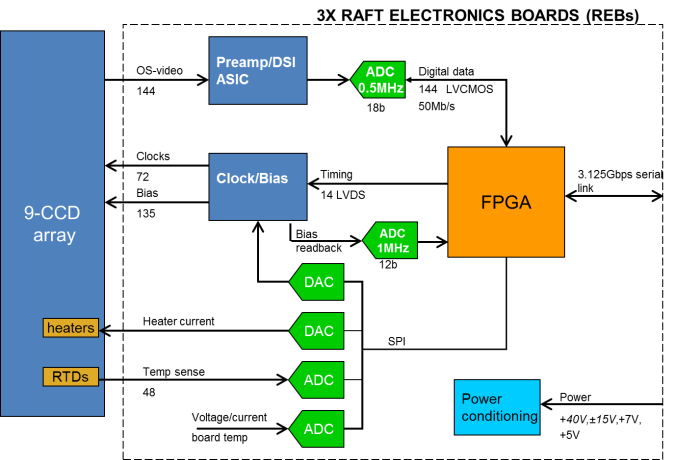 3X RAFT ELECTRONICS BOARDS (REBs)
OS-video
144
Preamp/DSI
ASIC
ADC
0.5MHz
18b
Digital data
144 LVCMOS
50Mb/s
Clocks
72
Bias
135
Clock/Bias
Timing
14 LVDS
FPGA
3.125Gbps serial
link
9-CCD
array
Bias
readback
ADC
1MHz
12b
DAC
heaters
Heater current
DAC
SPI
RTDs
Temp sense
48
ADC
Voltage/current
board temp
ADC
Power
conditioning
Power
+40V,±15V,+7V,
+5V